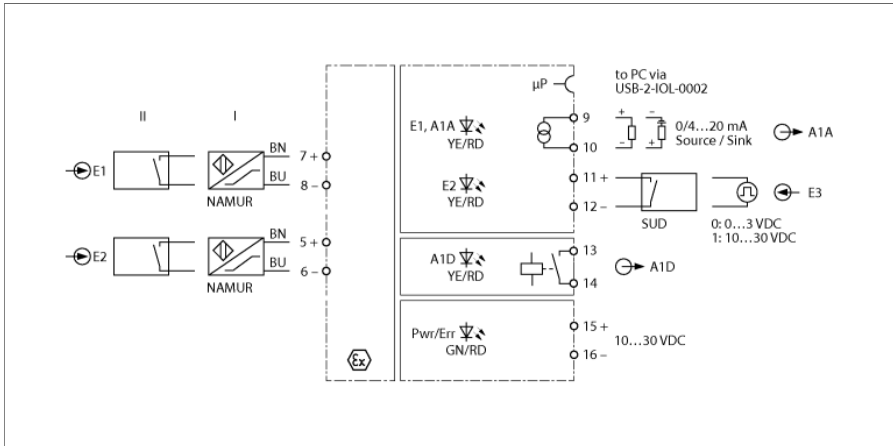 II
I
E1
BN
7 +
BU
8 –
NAMUR
E2
BN
5 +
BU
6 –
NAMUR
Ex
µP
to PC via
USB-2-IOL-0002
E1, A1A
YE/RD
9
+
–
–
+
0/4…20 mA
Source / Sink
A1A
10
E2
YE/RD
11 +
12 –
SUD
E3
0: 0…3 VDC
1: 10…30 VDC
A1D
YE/RD
13
14
A1D
Pwr/Err
GN/RD
15 +
16 –
10…30 VDC